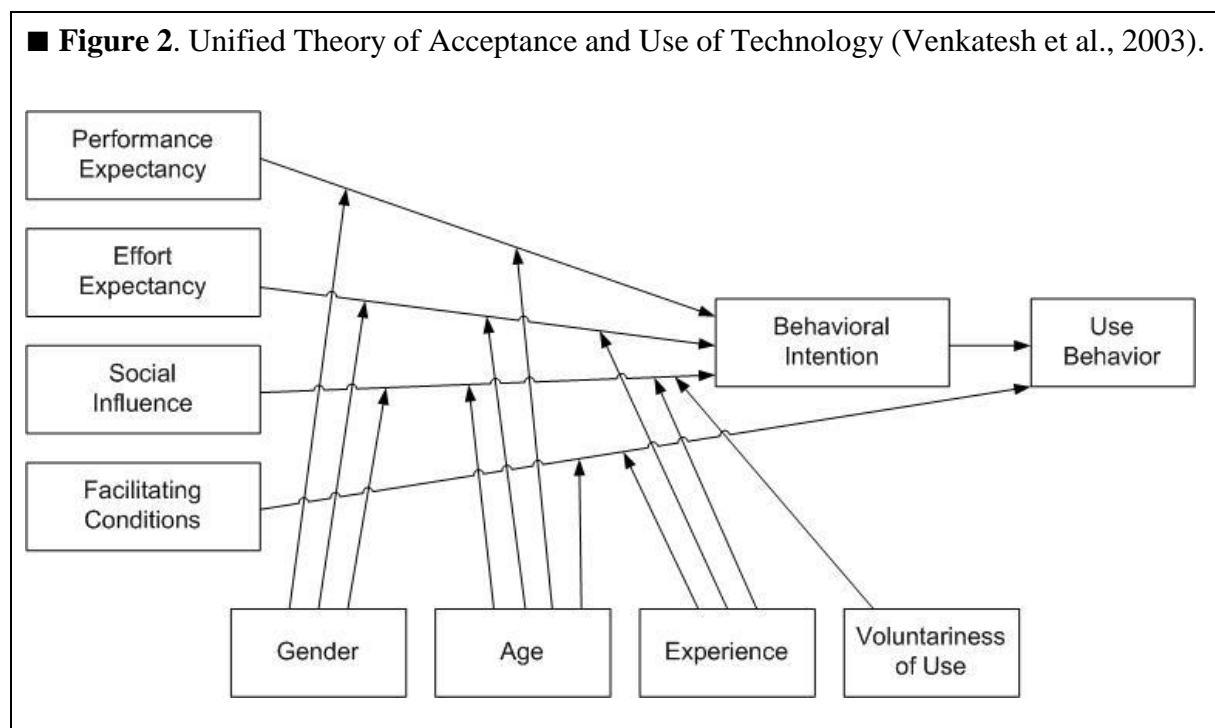 ■ Figure 2. Unified Theory of Acceptance and Use of Technology (Venkatesh et al., 2003).
Performance
Expectancy
Effort
Expectancy
Social
Influence
Facilitating
Conditions
Behavioral
Intention
Use
Behavior
Gender
Age
Experience
Voluntariness
of Use